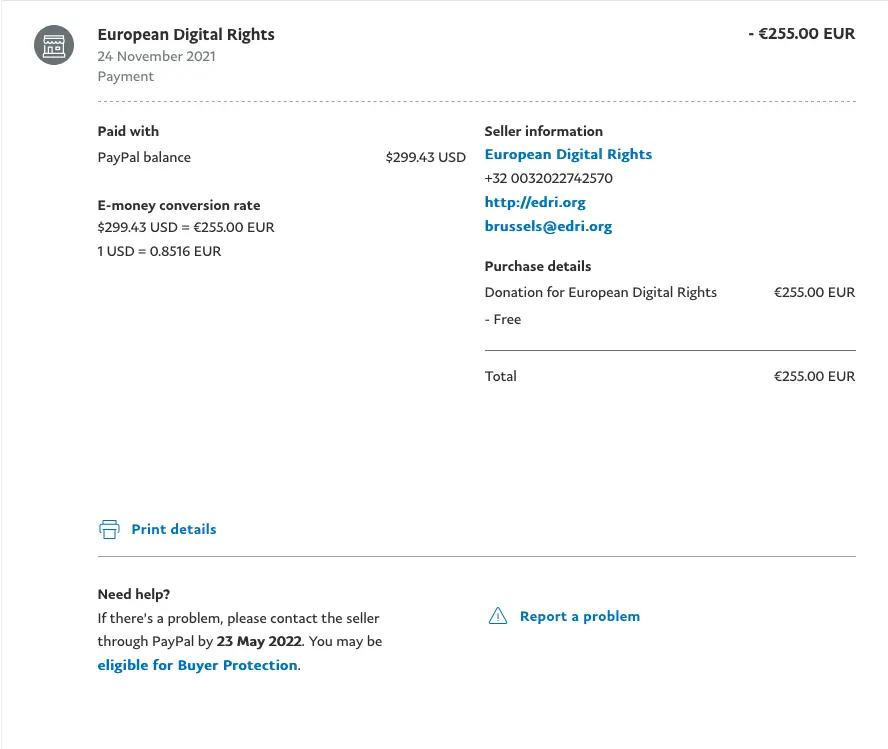 European Digital Rights
- €255.00 EUR
24 November 2021
Payment
Paid with
PayPal balance $299.43 USD
E-money conversion rate
$299.43 USD = €255.00 EUR
1 USD = 0.8516 EUR
Seller information
European Digital Rights
+32 0032022742570
http://edri.org
brussels@edri.org
Purchase details
Donation for European Digital Rights €255.00 EUR
- Free
Total €255.00 EUR
Print details
Need help?
If there's a problem, please contact the seller
through PayPal by 23 May 2022. You may be
eligible for Buyer Protection.
Report a problem